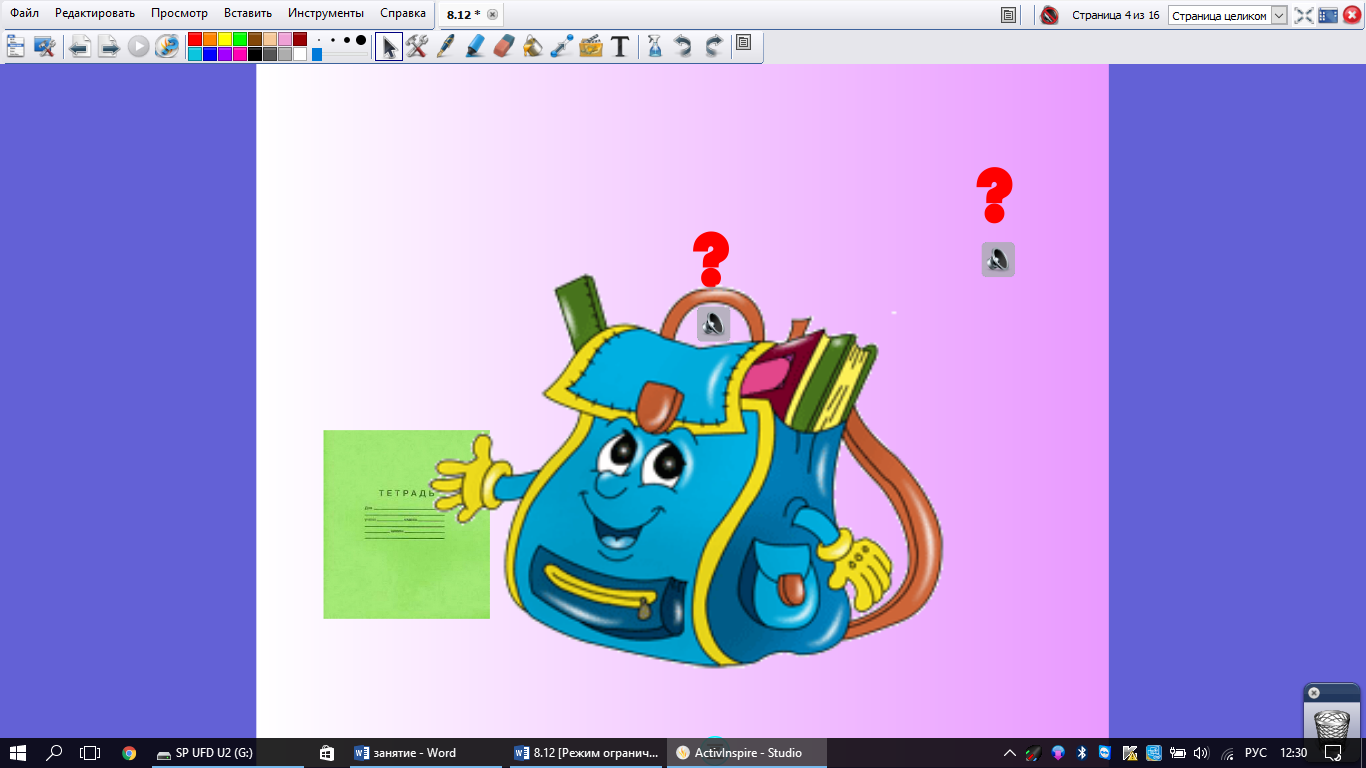 Файл Редактировать Просмотр Вставить Инструменты Справка 8.12 * Страница 4 из 16 Страница целиком
T
?
?
ТЕТРАДЬ
SP UFD U2 (G:) занятие - Word 8.12 [Режим огранич... ActivInspire - Studio РУС 12:30